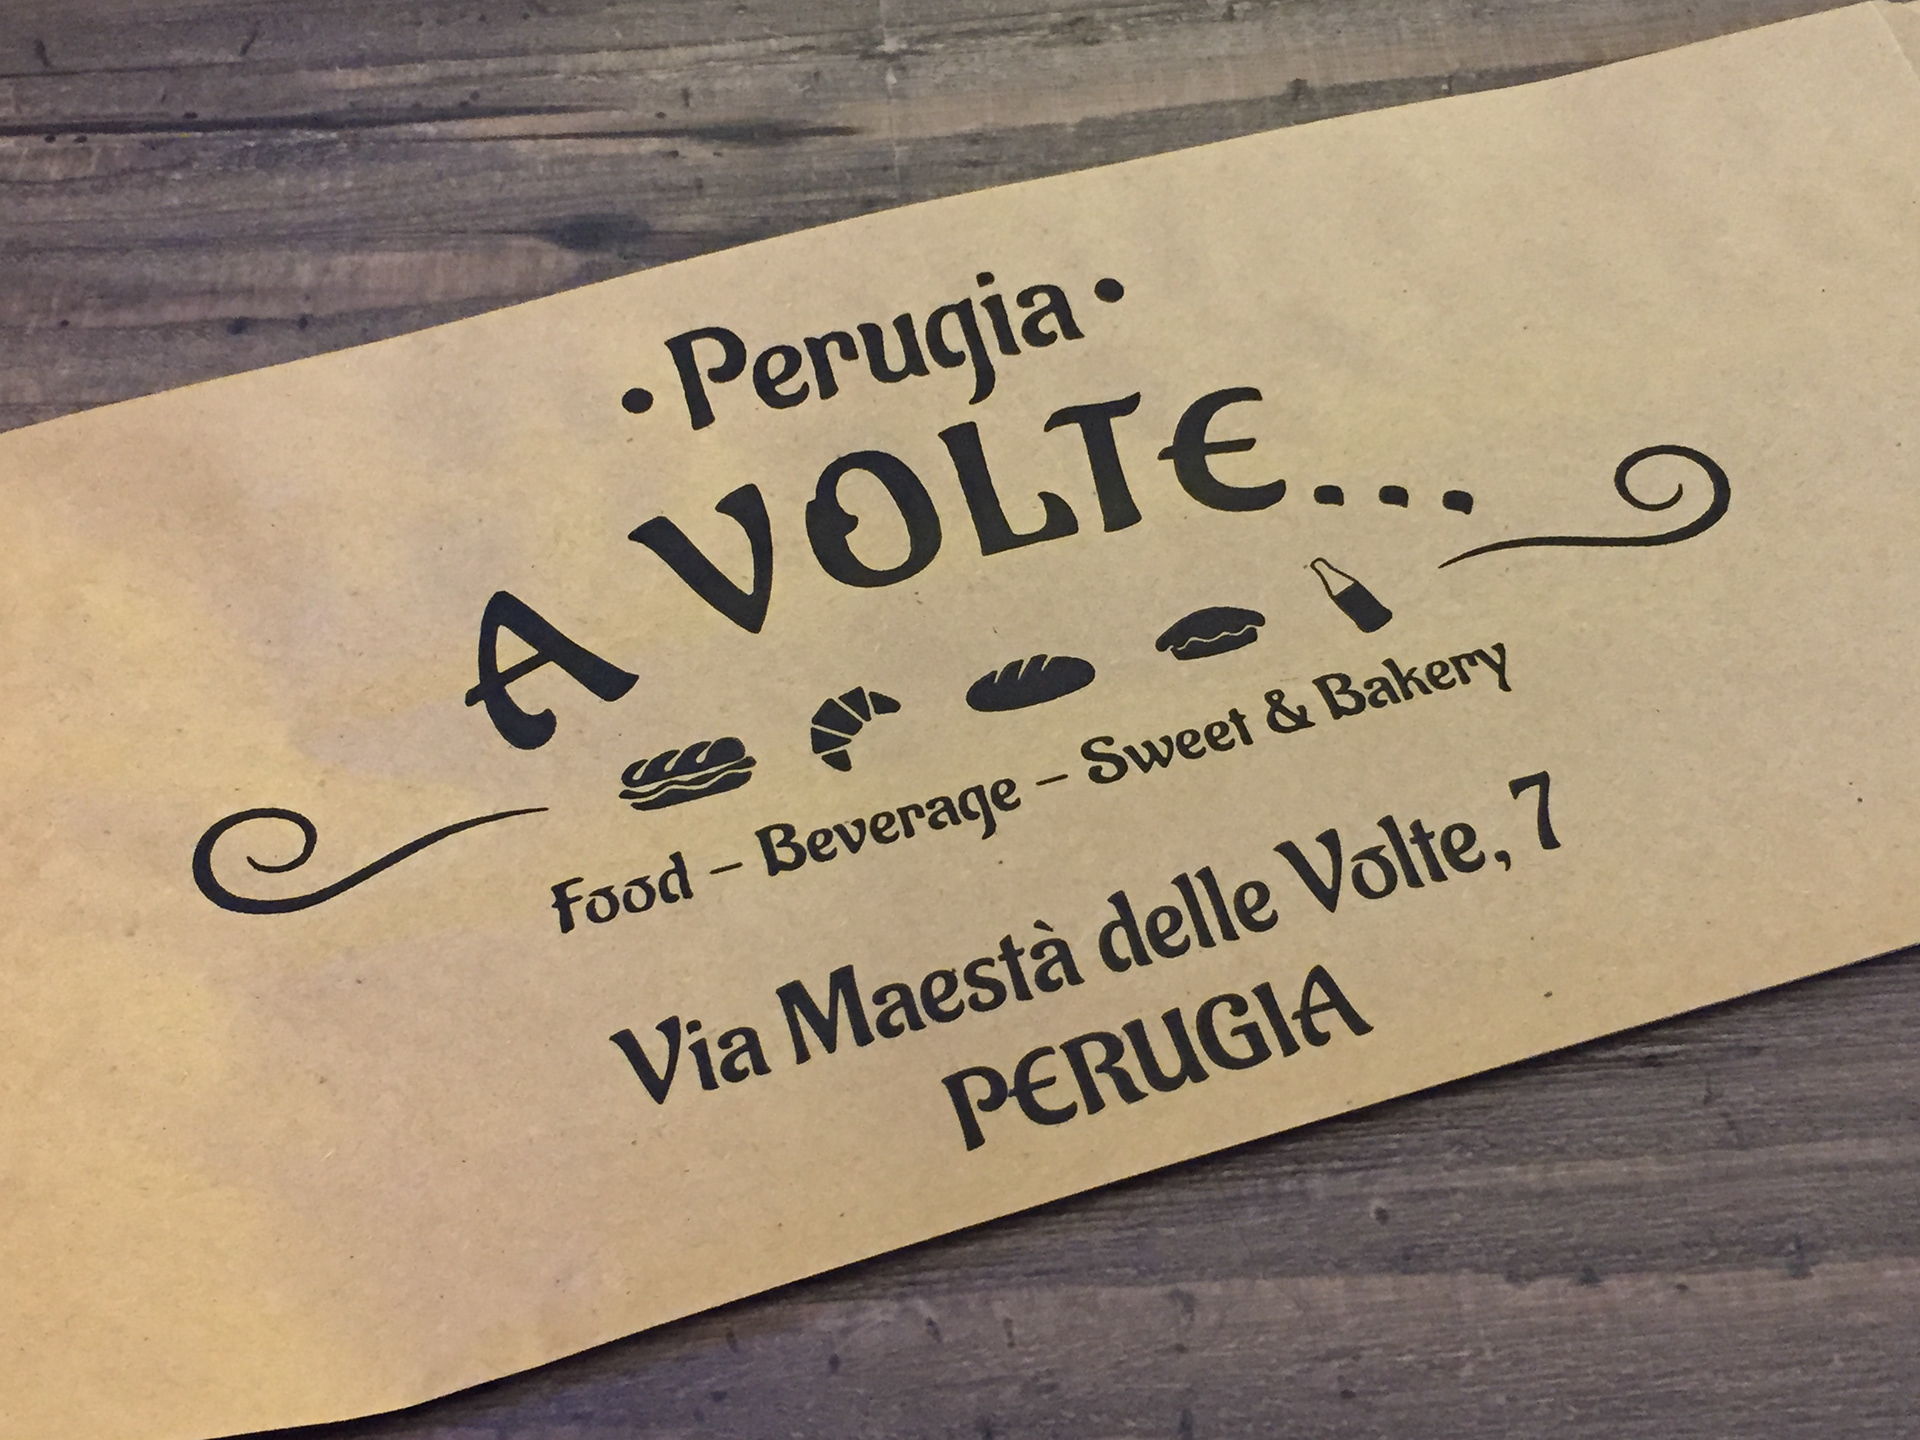 •Perugia•
A VOLTE...
Food – Beverage – Sweet & Bakery
Via Maestà delle Volte, 7
PERUGIA